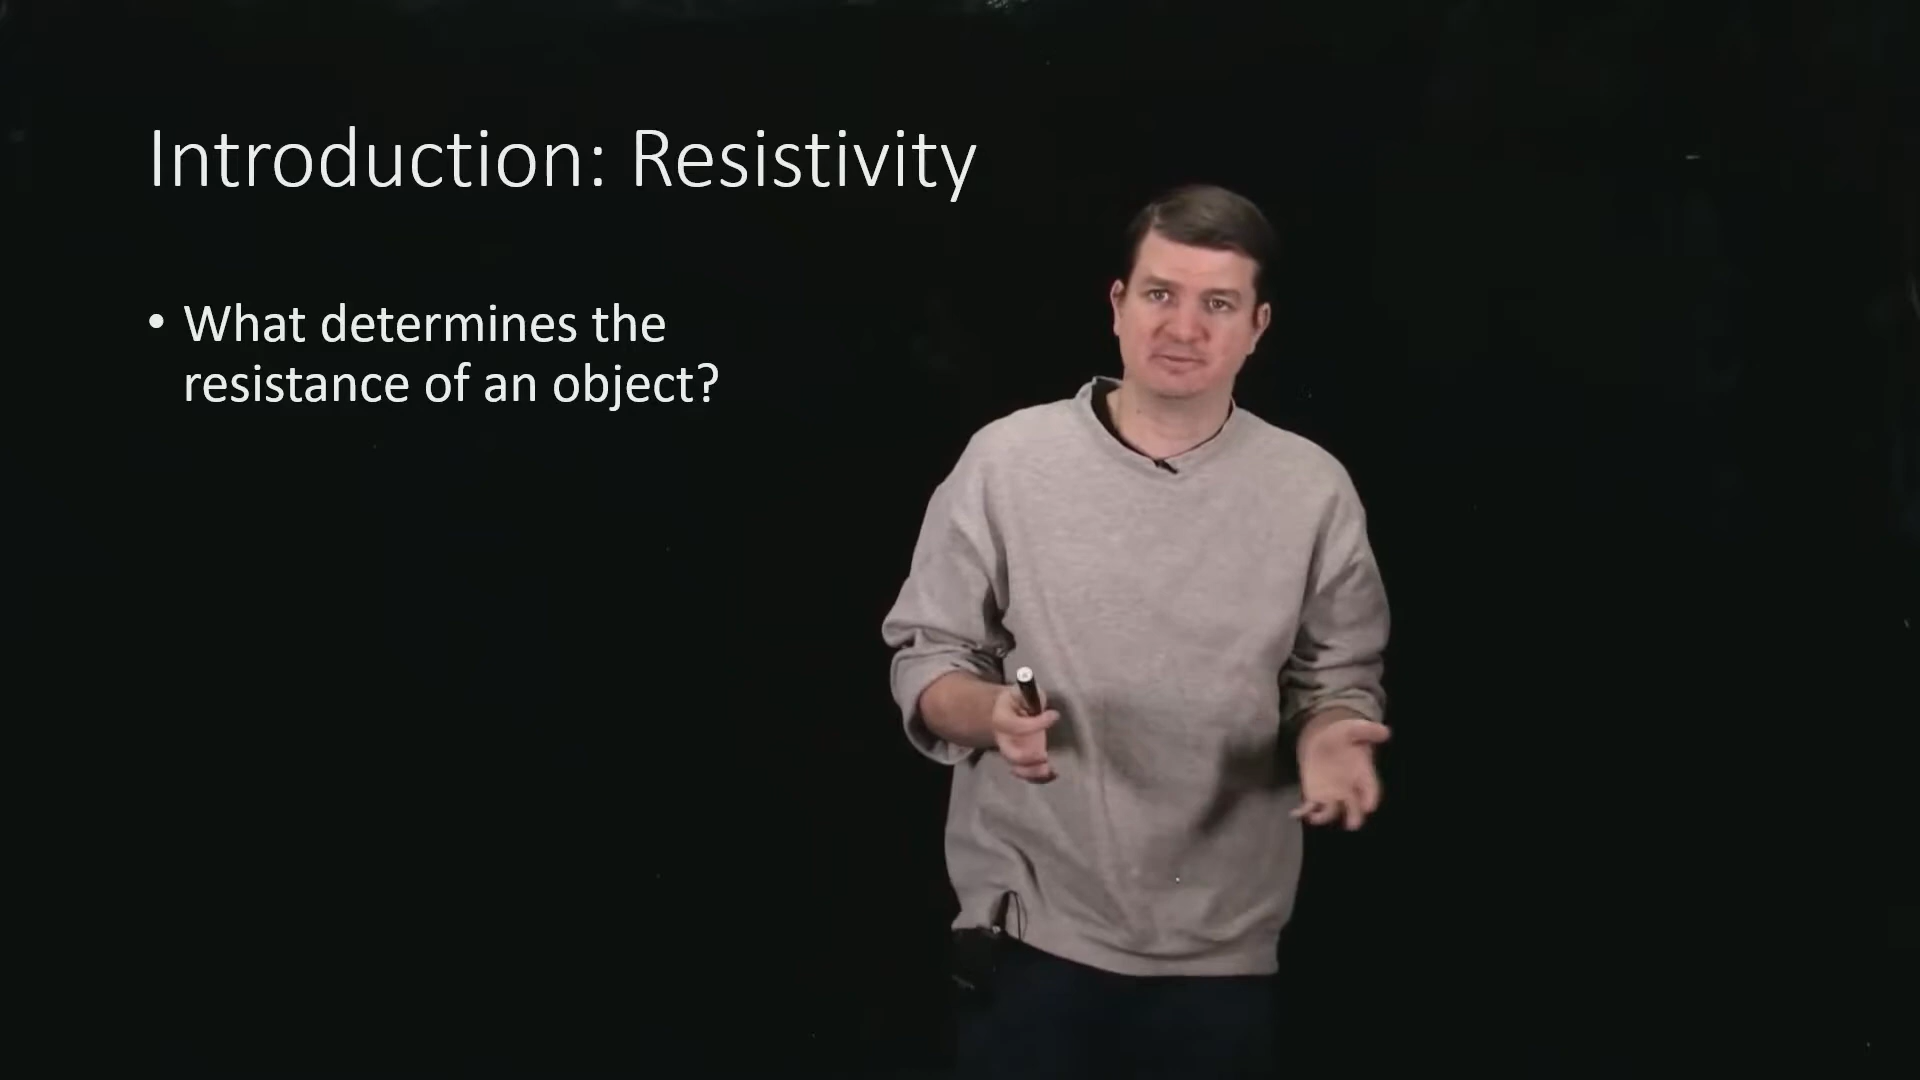 Introduction: Resistivity
• What determines the
resistance of an object?